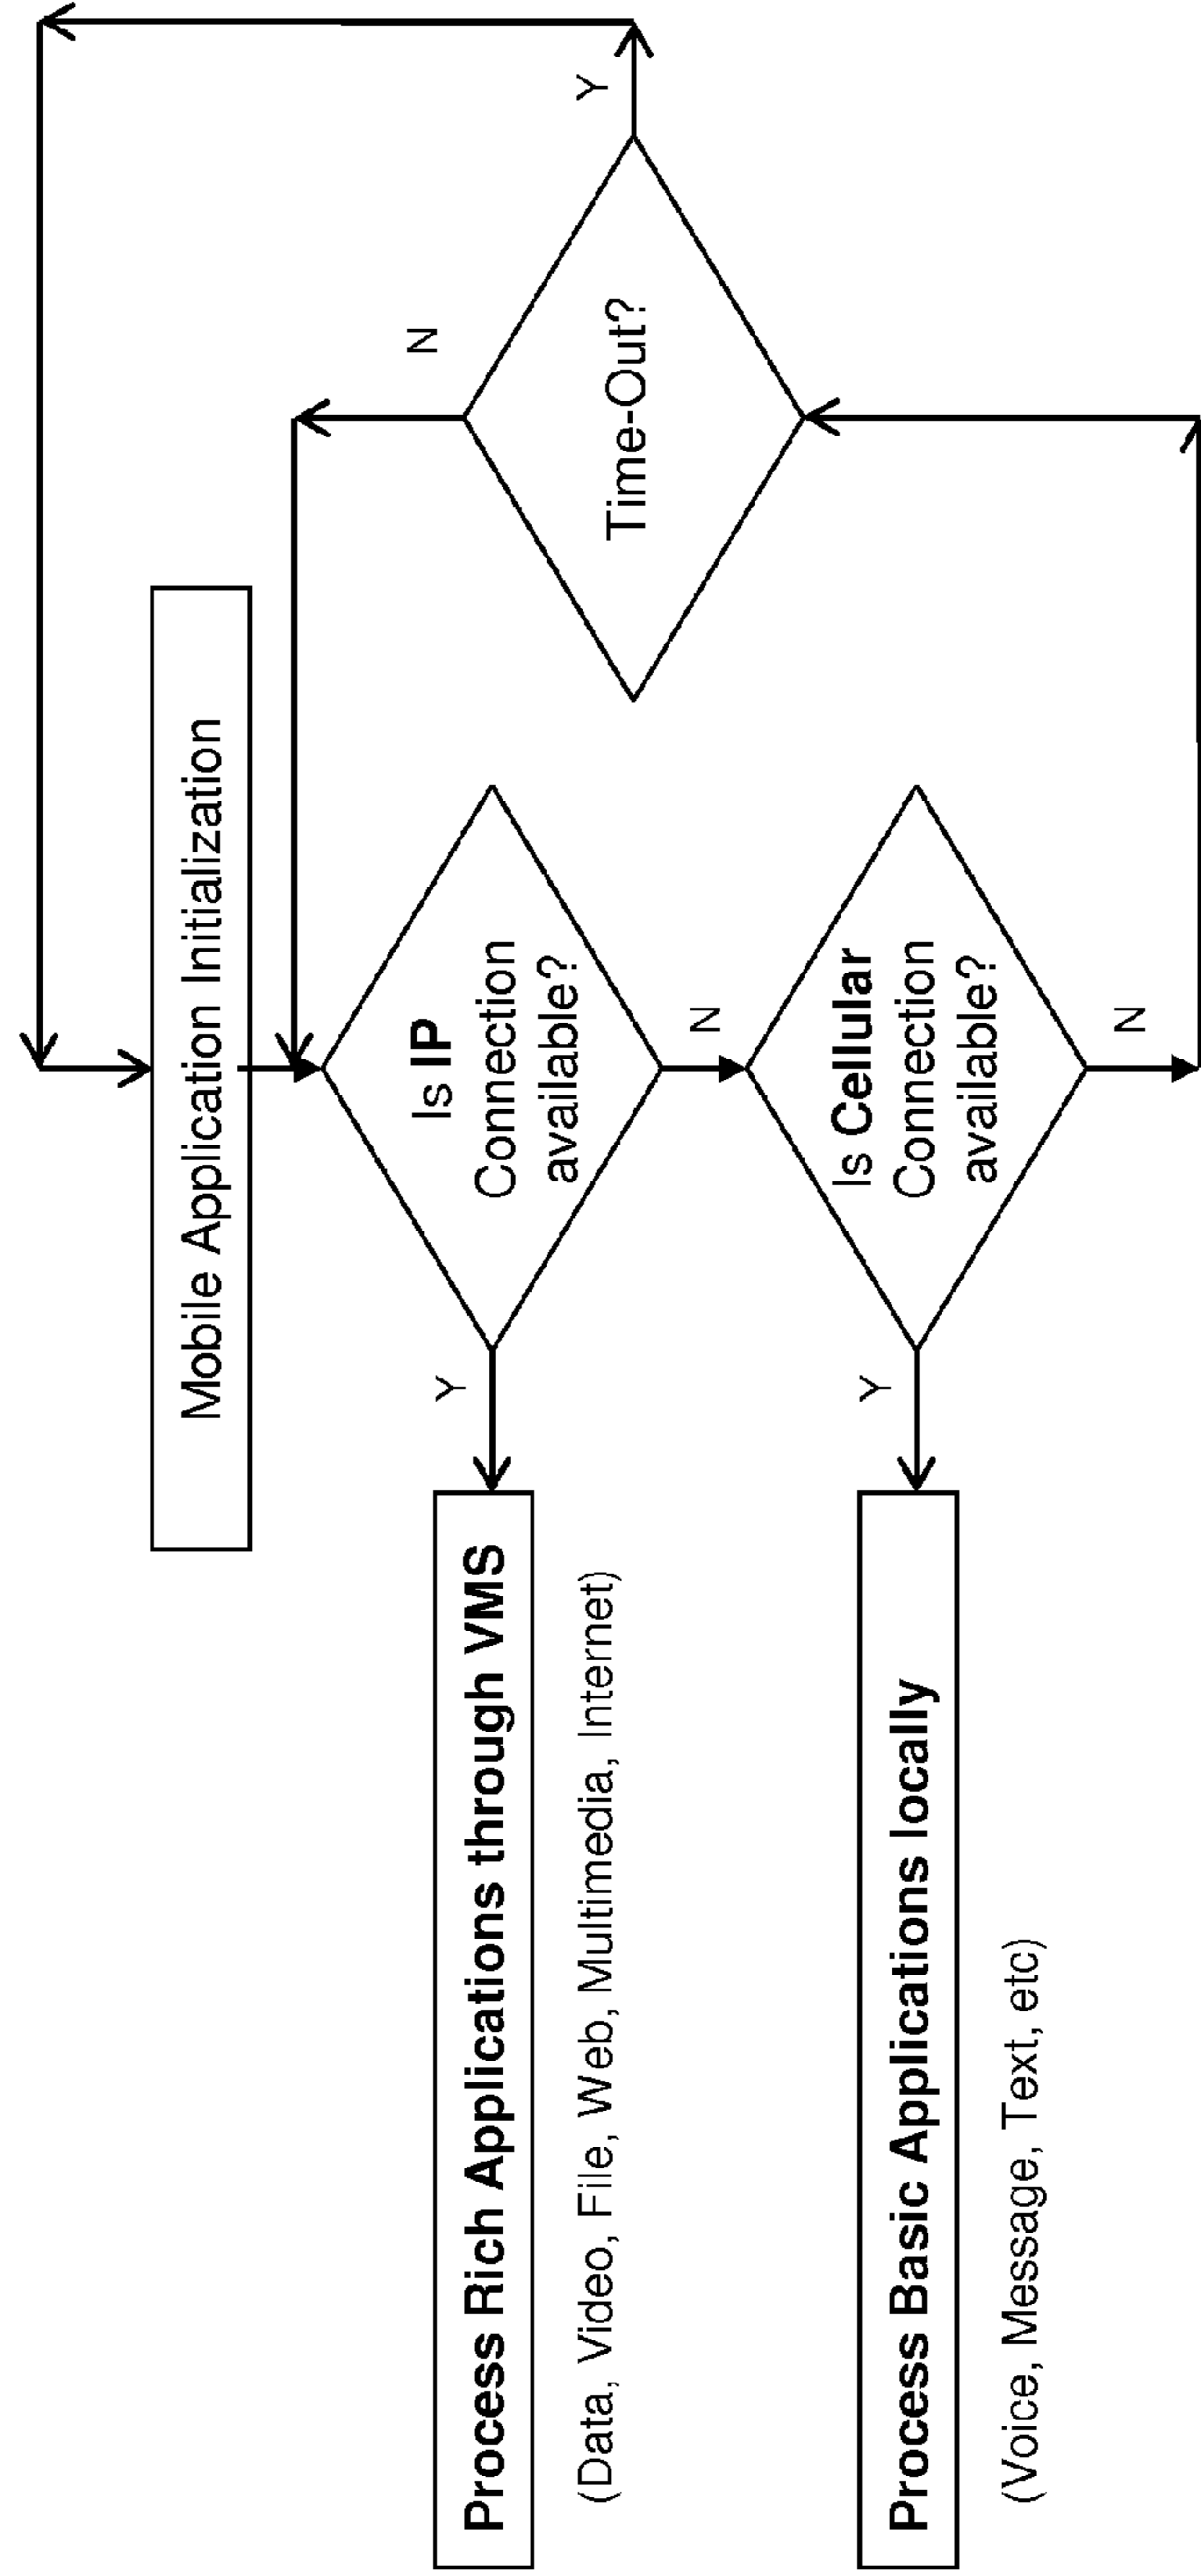 Mobile Application Initialization
Process Rich Applications through VMS
(Data, Video, File, Web, Multimedia, Internet)
Y
Is IP
Connection
available?
N
N
Time-Out?
Y
Process Basic Applications locally
(Voice, Message, Text, etc)
Y
Is Cellular
Connection
available?
N